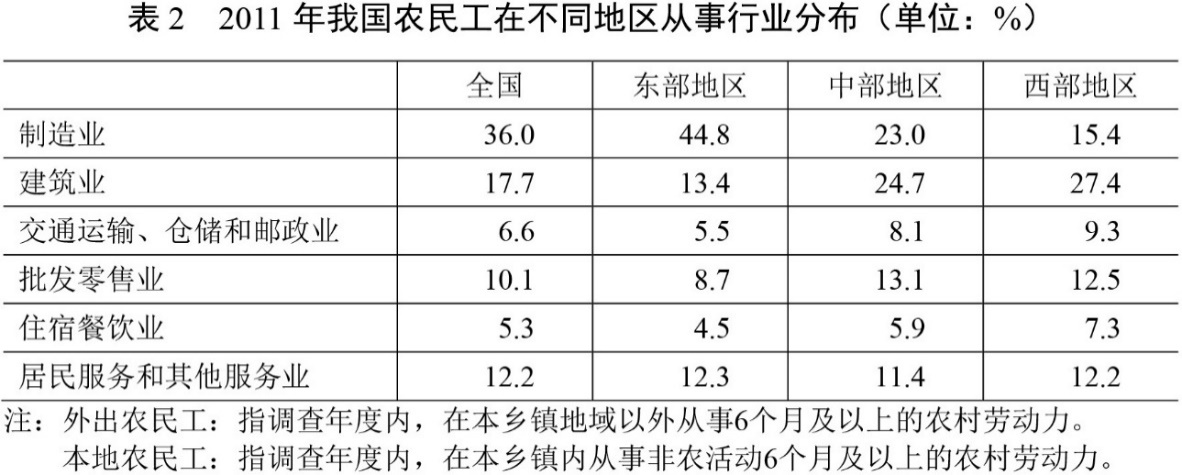 表 2 2011 年我国农民工在不同地区从事行业分布（单位：%）
全国 东部地区 中部地区 西部地区
制造业 36.0 44.8 23.0 15.4
建筑业 17.7 13.4 24.7 27.4
交通运输、仓储和邮政业 6.6 5.5 8.1 9.3
批发零售业 10.1 8.7 13.1 12.5
住宿餐饮业 5.3 4.5 5.9 7.3
居民服务和其他服务业 12.2 12.3 11.4 12.2
注：外出农民工：指调查年度内，在本乡镇地域以外从事6个月及以上的农村劳动力。
本地农民工：指调查年度内，在本乡镇内从事非农活动6个月及以上的农村劳动力。